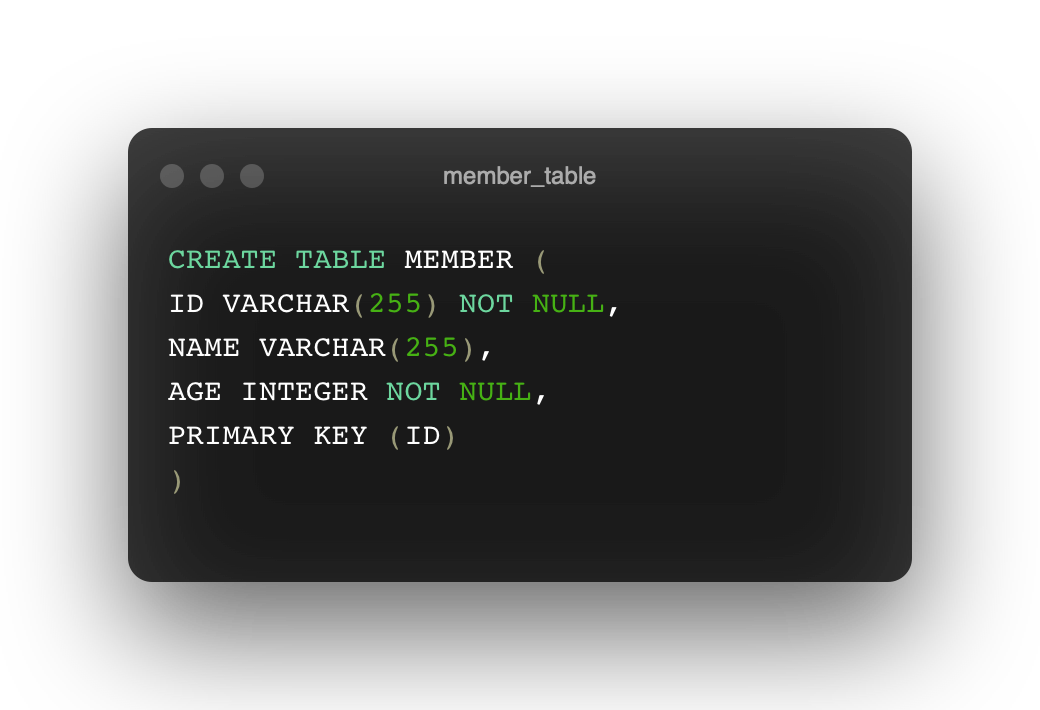 member_table
CREATE TABLE MEMBER (
ID VARCHAR(255) NOT NULL,
NAME VARCHAR(255),
AGE INTEGER NOT NULL,
PRIMARY KEY (ID)
)